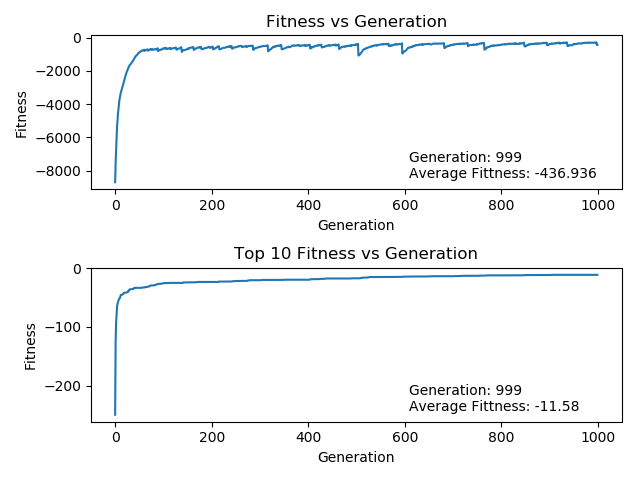 Fitness vs Generation
0
−2000
−4000
−6000
−8000
Fitness
Generation: 999
Average Fittness: -436.936
0 200 400 600 800 1000
Generation
Top 10 Fitness vs Generation
0
−100
−200
Fitness
Generation: 999
Average Fittness: -11.58
0 200 400 600 800 1000
Generation